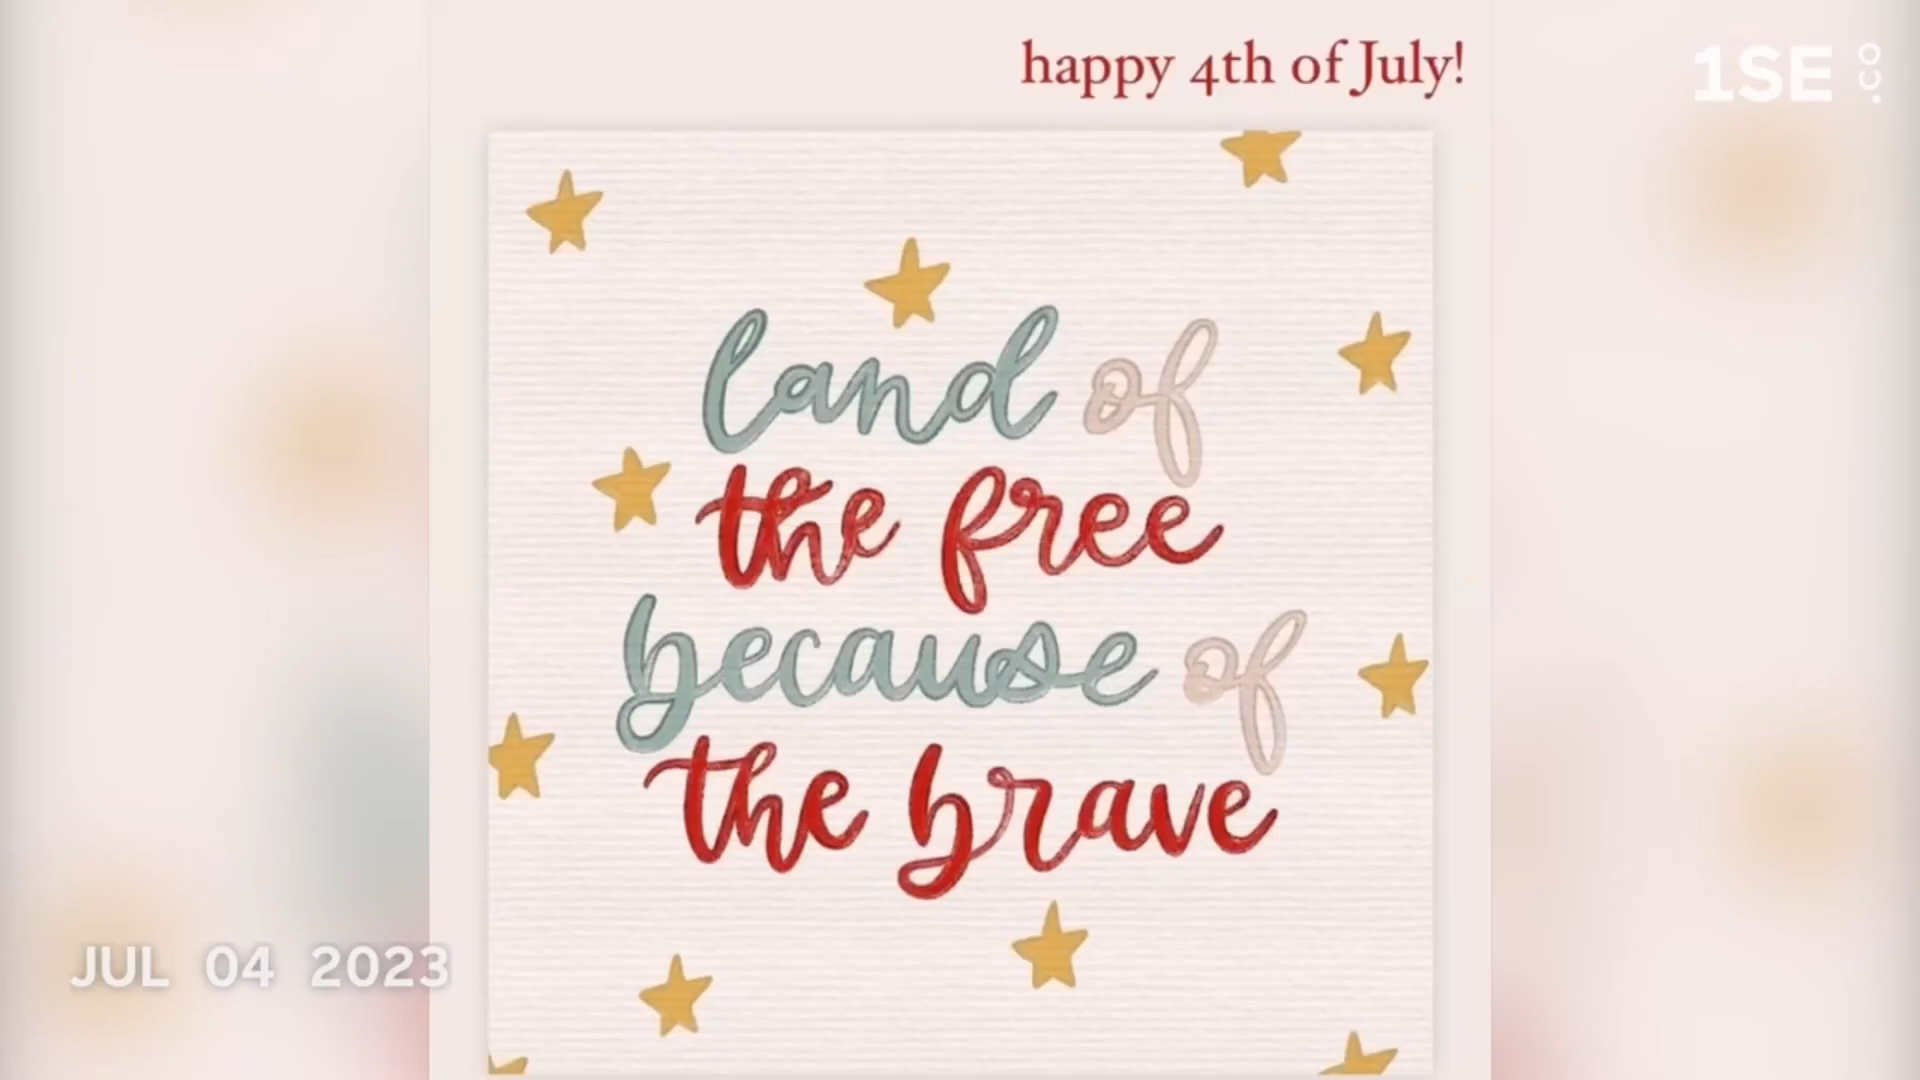 happy 4th of July!
1SE.co
land of
the free
because of
the brave
JUL 04 2023